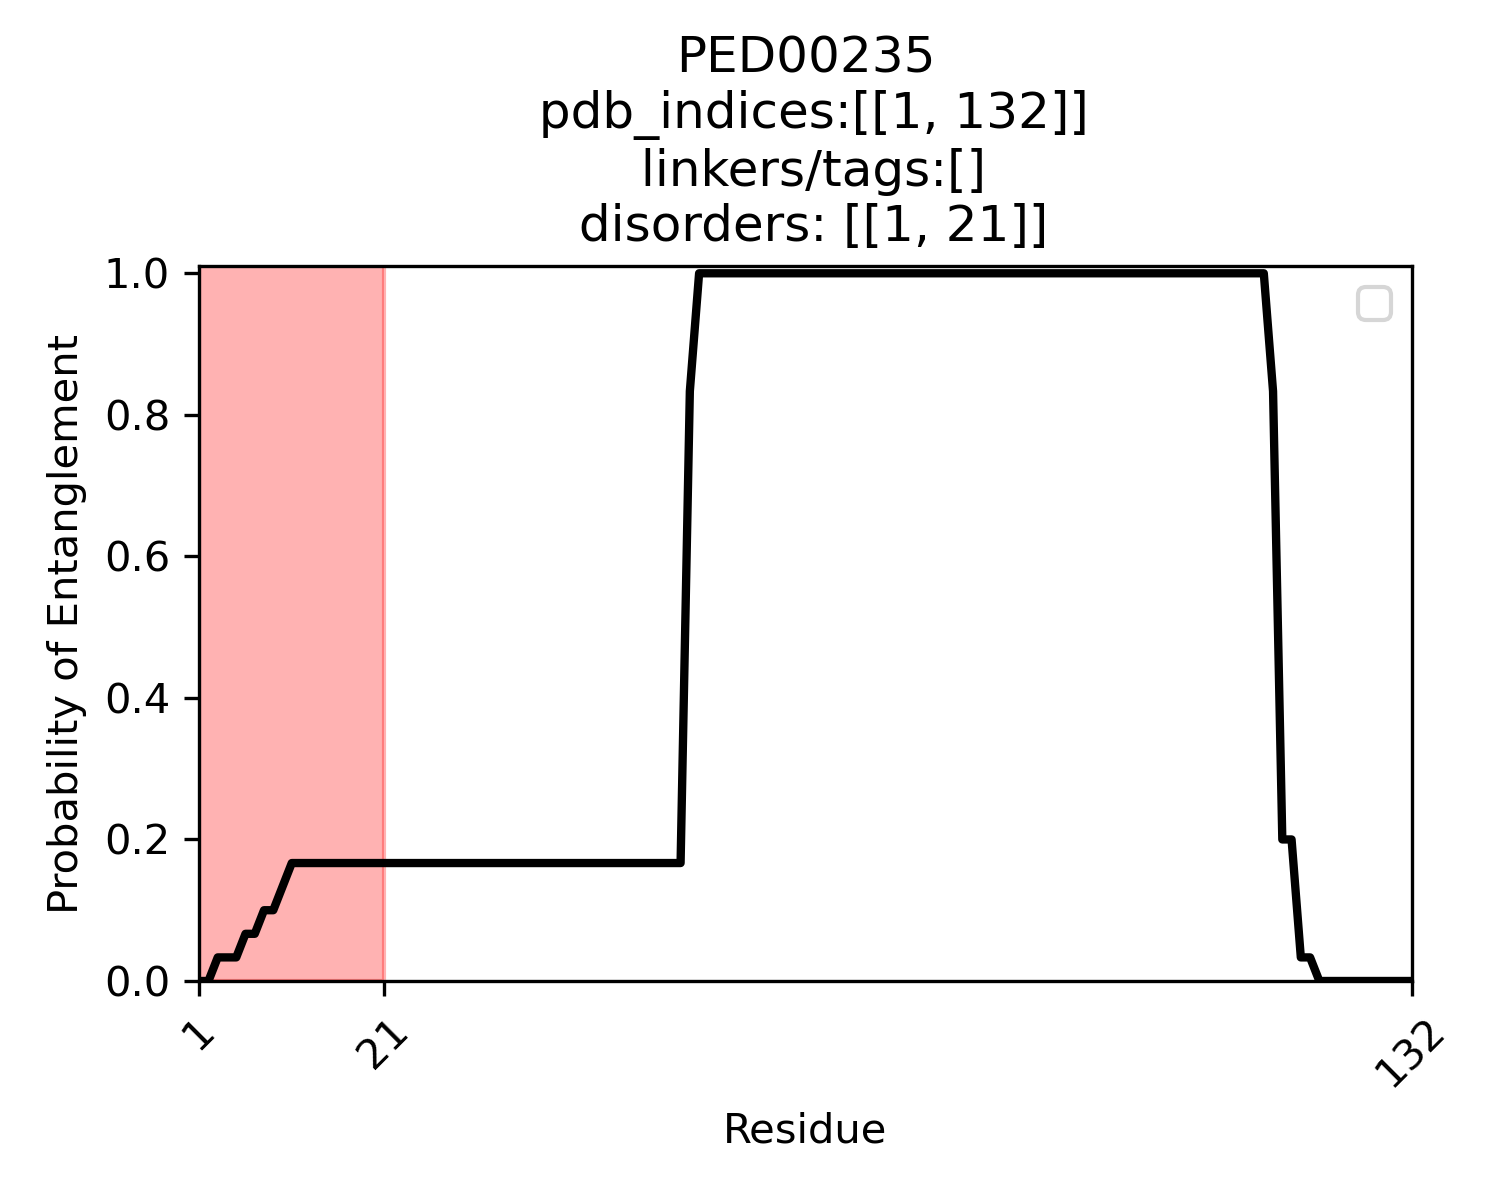 PED00235
pdb_indices:[[1, 132]]
linkers/tags:[]
disorders: [[1, 21]]
1.0
0.8
0.6
0.4
0.2
0.0
Probability of Entanglement
1
21
132
Residue